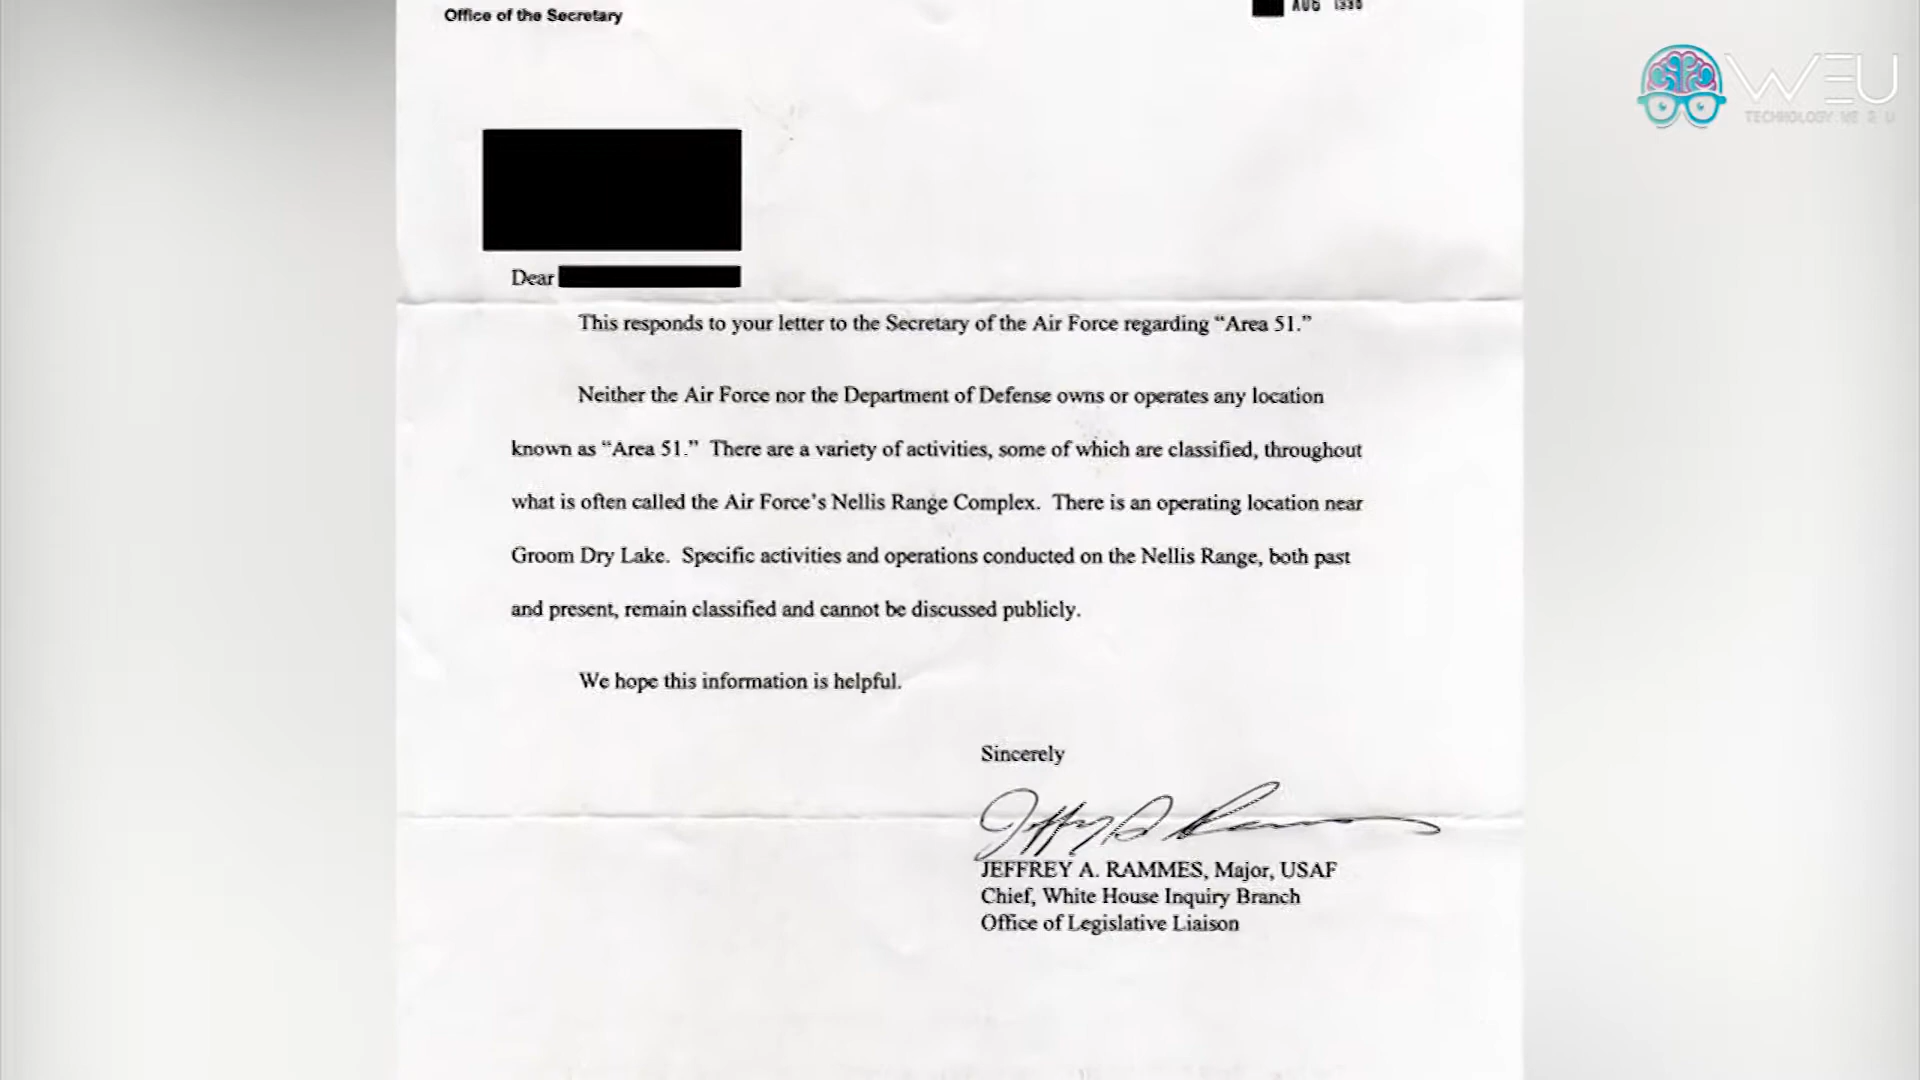 Office of the Secretary
AUG
WEU
Dear
This responds to your letter to the Secretary of the Air Force regarding “Area 51.”
Neither the Air Force nor the Department of Defense owns or operates any location
known as “Area 51.” There are a variety of activities, some of which are classified, throughout
what is often called the Air Force’s Nellis Range Complex. There is an operating location near
Groom Dry Lake. Specific activities and operations conducted on the Nellis Range, both past
and present, remain classified and cannot be discussed publicly.
We hope this information is helpful.
Sincerely
Jeffrey A Rammes
JEFFREY A. RAMMES, Major, USAF
Chief, White House Inquiry Branch
Office of Legislative Liaison